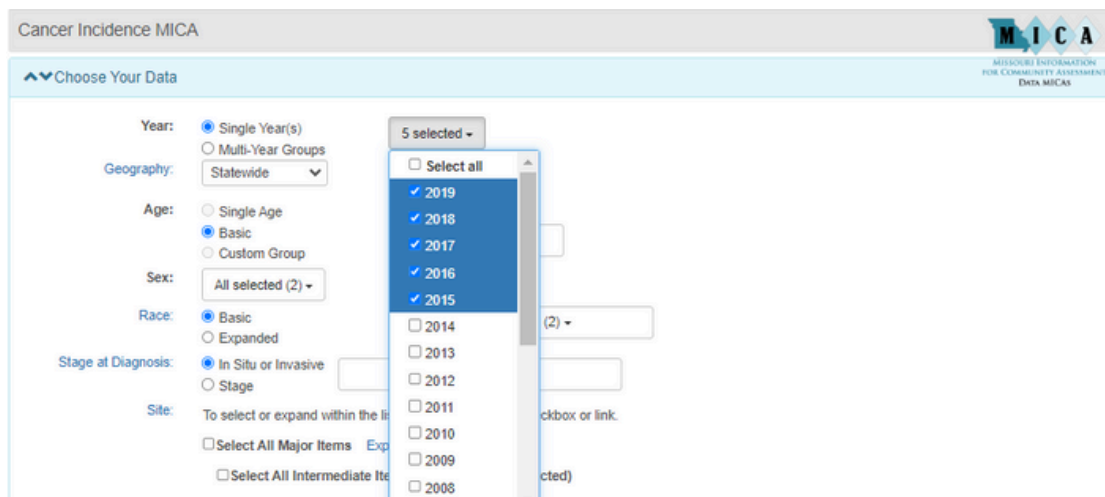 Cancer Incidence MICA
MICA
MISSOURI INFORMATION
FOR COMMUNITY ASSESSMENT
DATA MICAS
Choose Your Data
Year:
Single Year(s)
5 selected
Multi-Year Groups
Select all
Geography:
Statewide
2019
2018
Age:
Single Age
Basic
2017
Custom Group
2016
Sex:
All selected (2)
2015
Race:
Basic
2014
(2)
Expanded
2013
Stage at Diagnosis:
In Situ or Invasive
2012
Stage
2011
Site:
To select or expand within the
ckbox or link.
2010
Select All Major Items
2009
Select All Intermediate
cted)
2008